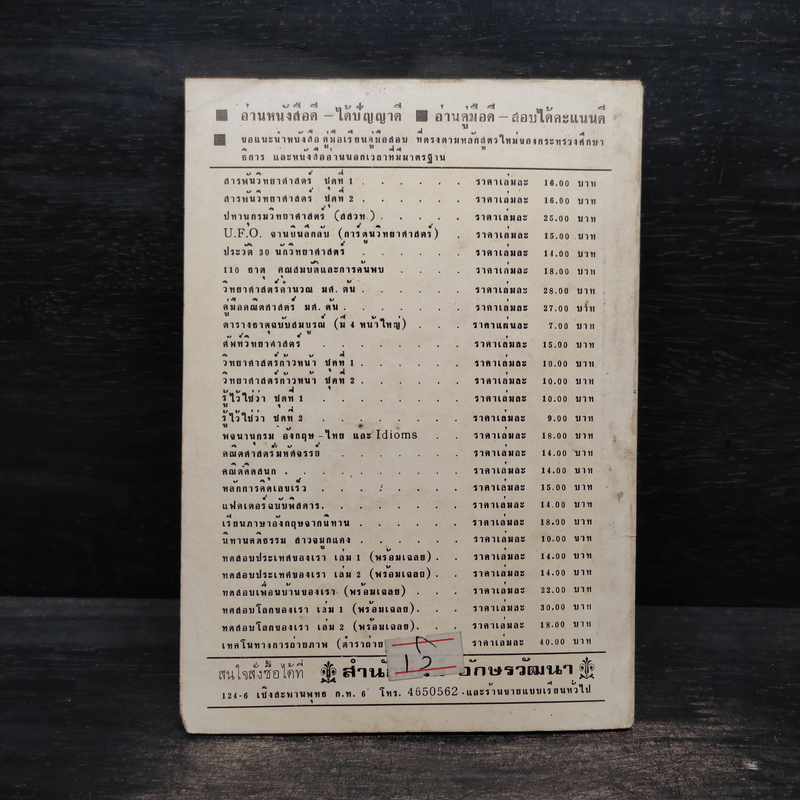 ■ อ่านหนังสือดี – ได้ปัญญาดี ■ อ่านคู่มือดี – สอบได้คะแนนดี
■ ขอแนะนำหนังสือ คู่มือเรียนคู่มือสอบ ที่ตรงตามหลักสูตรใหม่ของกระทรวงศึกษา
ธิการ และหนังสืออ่านนอกเวลาที่มีมาตรฐาน
สารพันวิทยาศาสตร์ ชุดที่ 1 . . . . . . ราคาเล่มละ 16.00 บาท
สารพันวิทยาศาสตร์ ชุดที่ 2 . . . . . . ราคาเล่มละ 16.00 บาท
ปทานุกรมวิทยาศาสตร์ (สสวท.) . . . . . ราคาเล่มละ 25.00 บาท
U.F.O. จานบินลึกลับ (การ์ตูนวิทยาศาสตร์) . ราคาเล่มละ 15.00 บาท
ประวัติ 30 นักวิทยาศาสตร์ . . . . . . ราคาเล่มละ 14.00 บาท
110 ธาตุ คุณสมบัติและการค้นพบ . . . . ราคาเล่มละ 18.00 บาท
วิทยาศาสตร์คำนวณ มศ. ต้น . . . . . . ราคาเล่มละ 28.00 บาท
คู่มือคณิตศาสตร์ มศ. ต้น . . . . . . . ราคาเล่มละ 27.00 บาท
ตารางธาตุฉบับสมบูรณ์ (มี 4 หน้าใหญ่) . . . ราคาแผ่นละ 7.00 บาท
ศัพท์วิทยาศาสตร์ . . . . . . . ราคาเล่มละ 15.00 บาท
วิทยาศาสตร์ก้าวหน้า ชุดที่ 1 . . . . . . ราคาเล่มละ 10.00 บาท
วิทยาศาสตร์ก้าวหน้า ชุดที่ 2 . . . . . . ราคาเล่มละ 10.00 บาท
รู้ไว้ใช่ว่า ชุดที่ 1 . . . . . . . . ราคาเล่มละ 10.00 บาท
รู้ไว้ใช่ว่า ชุดที่ 2 . . . . . . . . ราคาเล่มละ 9.00 บาท
พจนานุกรม อังกฤษ – ไทย และ Idioms . . ราคาเล่มละ 18.00 บาท
คณิตศาสตร์มหัศจรรย์ . . . . . . . ราคาเล่มละ 14.00 บาท
คณิตคิดสนุก . . . . . . . . . ราคาเล่มละ 14.00 บาท
หลักการคิดเลขเร็ว . . . . . . . . ราคาเล่มละ 15.00 บาท
แฟคเตอร์ฉบับพิสดาร. . . . . . . . ราคาเล่มละ 14.00 บาท
เรียนภาษาอังกฤษจากนิทาน . . . . . . ราคาเล่มละ 18.00 บาท
นิทานคติธรรม สาวจมูกแดง . . . . . . ราคาเล่มละ 10.00 บาท
ทดสอบประเทศของเรา เล่ม 1 (พร้อมเฉลย) . . ราคาเล่มละ 14.00 บาท
ทดสอบประเทศของเรา เล่ม 2 (พร้อมเฉลย) . . ราคาเล่มละ 14.00 บาท
ทดสอบเพื่อนบ้านของเรา (พร้อมเฉลย) . . . ราคาเล่มละ 22.00 บาท
ทดสอบโลกของเรา เล่ม 1 (พร้อมเฉลย). . . ราคาเล่มละ 30.00 บาท
ทดสอบโลกของเรา เล่ม 2 (พร้อมเฉลย). . . ราคาเล่มละ 18.00 บาท
เทคโนทางการถ่ายภาพ ราคาเล่มละ 40.00 บาท
12
สนใจสั่งซื้อได้ที่ อักษรวัฒนา
124-6 เชิงสะพานพุทธ ก.ท. 6 โทร. 4650562 และร้านขายแบบเรียนทั่วไป